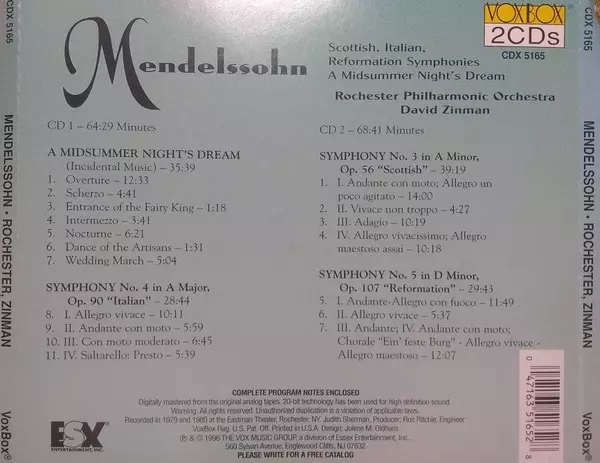 CDX 5165
MENDELSSOHN • ROCHESTER, ZINMAN
VoxBox®
Mendelssohn
VOXBOX
2CDs
CDX 5165
Scottish, Italian,
Reformation Symphonies
A Midsummer Night's Dream
Rochester Philharmonic Orchestra
David Zinman
CD 1 – 64:29 Minutes
A MIDSUMMER NIGHT'S DREAM
(Incidental Music) – 35:39
1. Overture – 12:33
2. Scherzo – 4:41
3. Entrance of the Fairy King – 1:18
4. Intermezzo – 3:41
5. Nocturne – 6:21
6. Dance of the Artisans – 1:31
7. Wedding March – 5:04
SYMPHONY No. 4 in A Major,
Op. 90 "Italian" – 28:44
8. I. Allegro vivace – 10:11
9. II. Andante con moto – 5:59
10. III. Con moto moderato – 6:45
11. IV. Saltarello: Presto – 5:39
CD 2 – 68:41 Minutes
SYMPHONY No. 3 in A Minor,
Op. 56 "Scottish" – 39:19
1. I. Andante con moto; Allegro un
poco agitato – 14:00
2. II. Vivace non troppo – 4:27
3. III. Adagio – 10:19
4. IV. Allegro vivacissimo; Allegro
maestoso assai – 10:18
SYMPHONY No. 5 in D Minor,
Op. 107 "Reformation" – 29:43
5. I. Andante-Allegro con fuoco – 11:49
6. II. Allegro vivace – 5:37
7. III. Andante; IV. Andante con moto;
Chorale "Ein' feste Burg" - Allegro vivace -
Allegro maestoso – 12:07
ESX
ENTERTAINMENT, INC.
COMPLETE PROGRAM NOTES ENCLOSED
Digitally mastered from the original analog tapes. 20-bit technology has been used for high definition sound.
Warning: All rights reserved. Unauthorized duplication is a violation of applicable laws.
Recorded in 1979 and 1980 at the Eastman Theater, Rochester, NY. Judith Sherman, Producer; Ros Ritchie, Engineer
VoxBox Reg. U.S. Pat. Off. Printed in U.S.A. Design: Jolene M. Oldham
℗ & © 1996 THE VOX MUSIC GROUP, a division of Essex Entertainment, Inc.
560 Sylvan Avenue, Englewood Cliffs, NJ 07632
PLEASE WRITE FOR A FREE CATALOG
0 47163 51652 8
CDX 5165
MENDELSSOHN • ROCHESTER, ZINMAN
VoxBox®